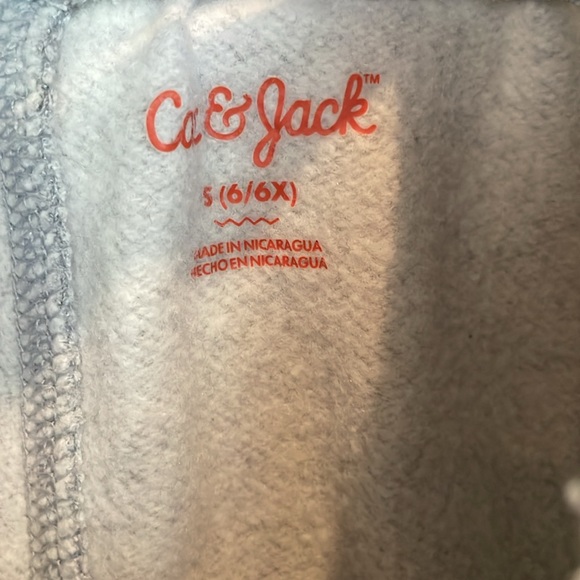 Cat & Jack™
S (6/6X)
MADE IN NICARAGUA
HECHO EN NICARAGUA